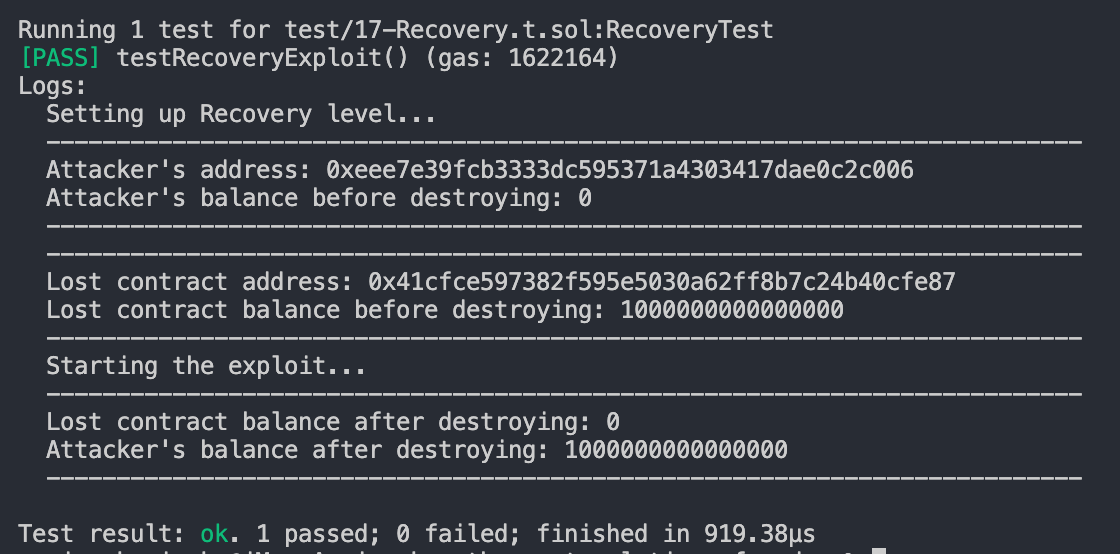 Running 1 test for test/17-Recovery.t.sol:RecoveryTest
[PASS] testRecoveryExploit() (gas: 1622164)
Logs:
Setting up Recovery level...
--------------------------------------------------------------------------
Attacker's address: 0xeee7e39fcb3333dc595371a4303417dae0c2c006
Attacker's balance before destroying: 0
--------------------------------------------------------------------------
--------------------------------------------------------------------------
Lost contract address: 0x41cfce597382f595e5030a62ff8b7c24b40cfe87
Lost contract balance before destroying: 1000000000000000
--------------------------------------------------------------------------
Starting the exploit...
--------------------------------------------------------------------------
Lost contract balance after destroying: 0
Attacker's balance after destroying: 1000000000000000
--------------------------------------------------------------------------
Test result: ok. 1 passed; 0 failed; finished in 919.38µs